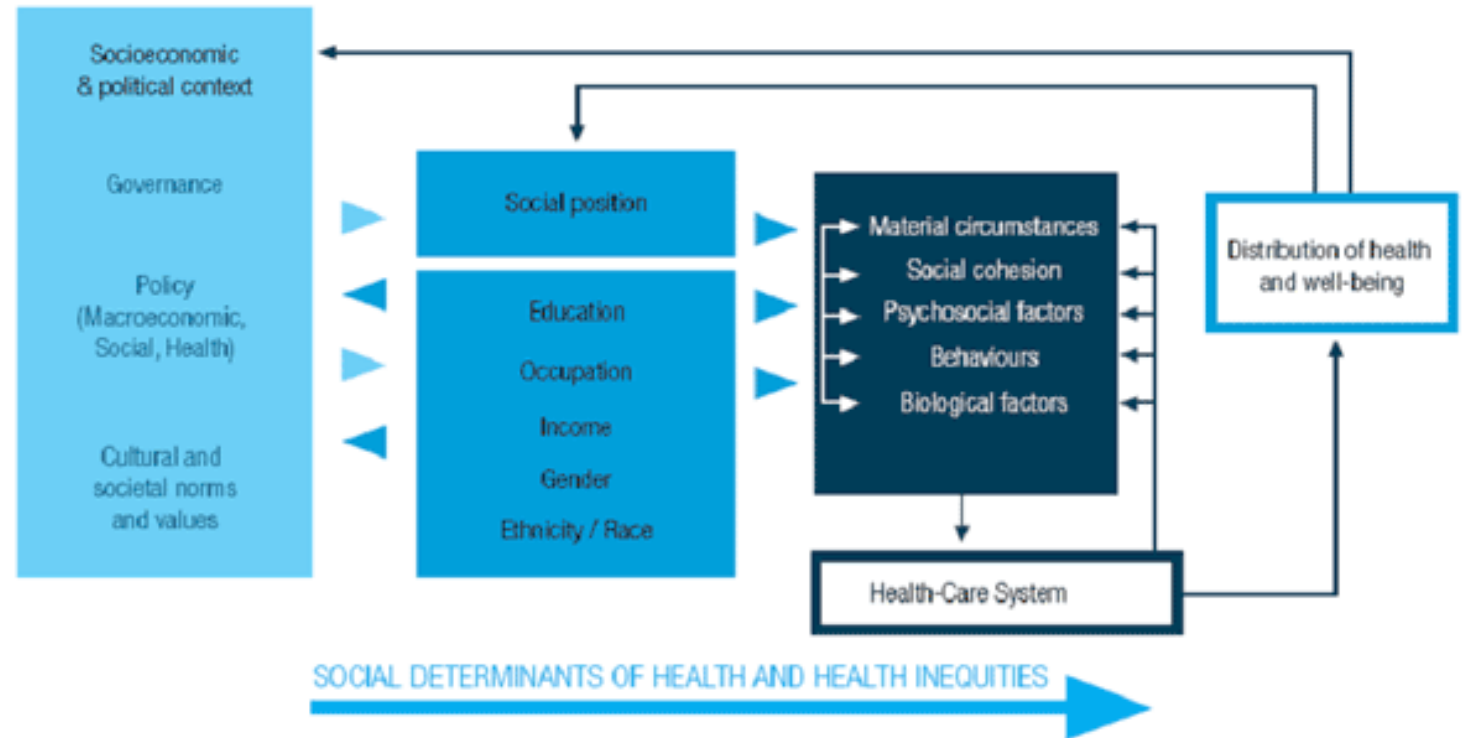 Socioeconomic
& political context
Governance
Policy
(Macroeconomic,
Social, Health)
Cultural and
societal norms
and values
Social position
Education
Occupation
Income
Gender
Ethnicity / Race
Material circumstances
Social cohesion
Psychosocial factors
Behaviours
Biological factors
Health-Care System
Distribution of health
and well-being
SOCIAL DETERMINANTS OF HEALTH AND HEALTH INEQUITIES